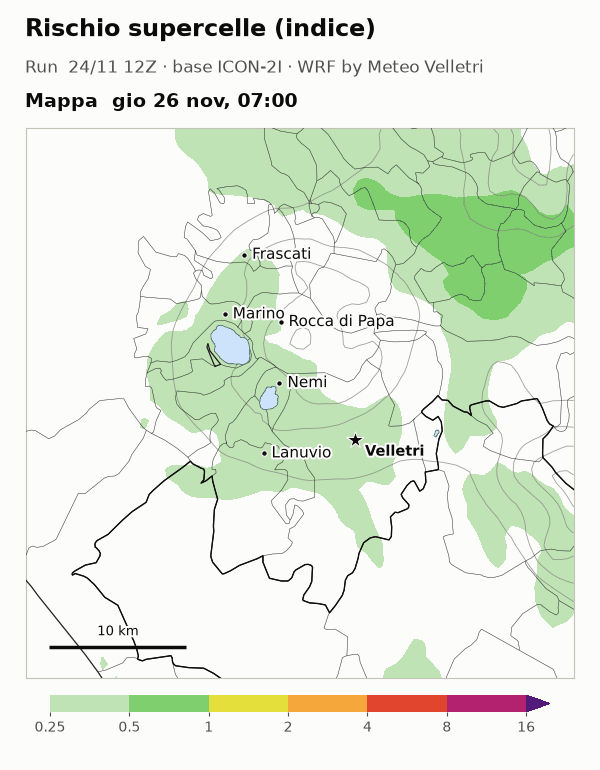 Rischio supercelle (indice)
Run  24/11 12Z · base ICON-2I · WRF by Meteo Velletri
Mappa  gio 26 nov, 07:00
Frascati
Marino
Rocca di Papa
Nemi
Velletri
Lanuvio
10 km
0.25 0.5 1 2 4 8 16